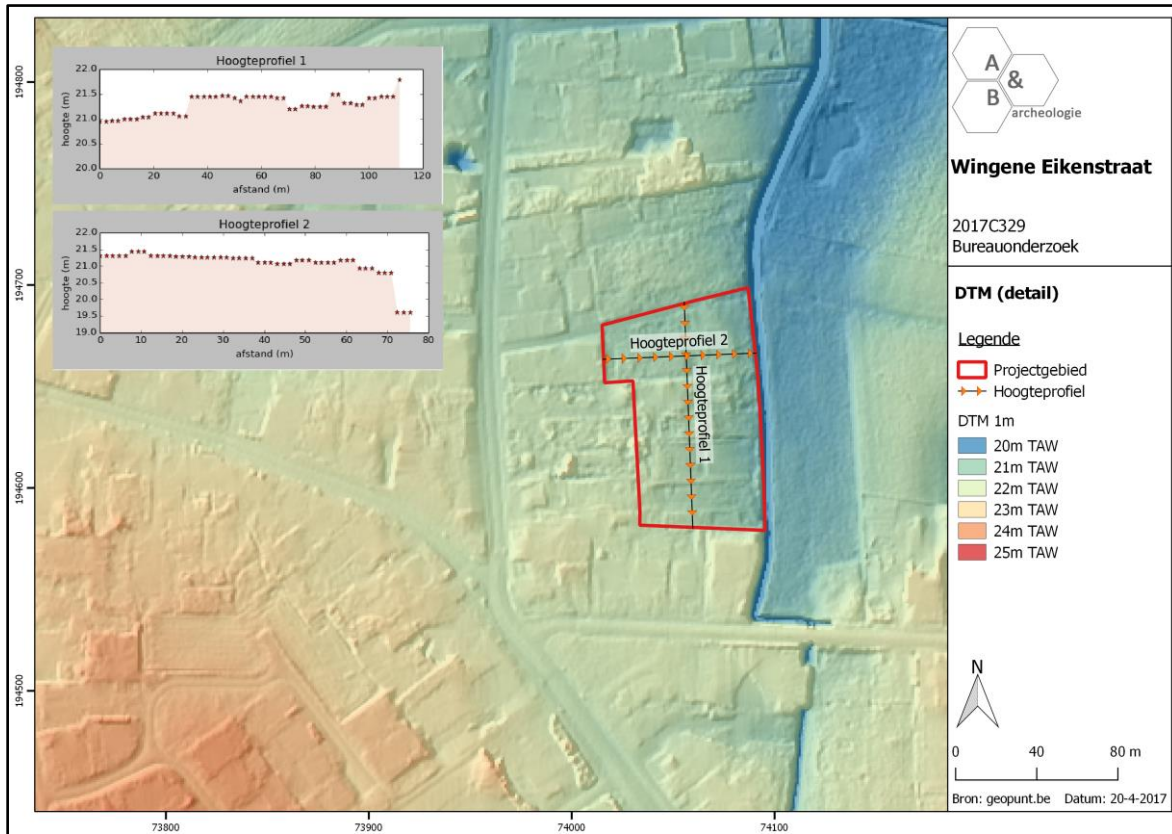 Hoogteprofiel 1
hoogte (m)
22.0
21.5
21.0
20.5
20.0
0 20 40 60 80 100 120
afstand (m)
Hoogteprofiel 2
hoogte (m)
22.0
21.5
21.0
20.5
20.0
19.5
19.0
0 10 20 30 40 50 60 70 80
afstand (m)
Hoogteprofiel 2
Hoogteprofiel 1
194800
194700
194600
194500
73800 73900 74000 74100
A
&
B
archeologie
Wingene Eikenstraat
2017C329
Bureauonderzoek
DTM (detail)
Legende
Projectgebied
Hoogteprofiel
DTM 1m
20m TAW
21m TAW
22m TAW
23m TAW
24m TAW
25m TAW
N
0 40 80 m
Bron: geopunt.be Datum: 20-4-2017